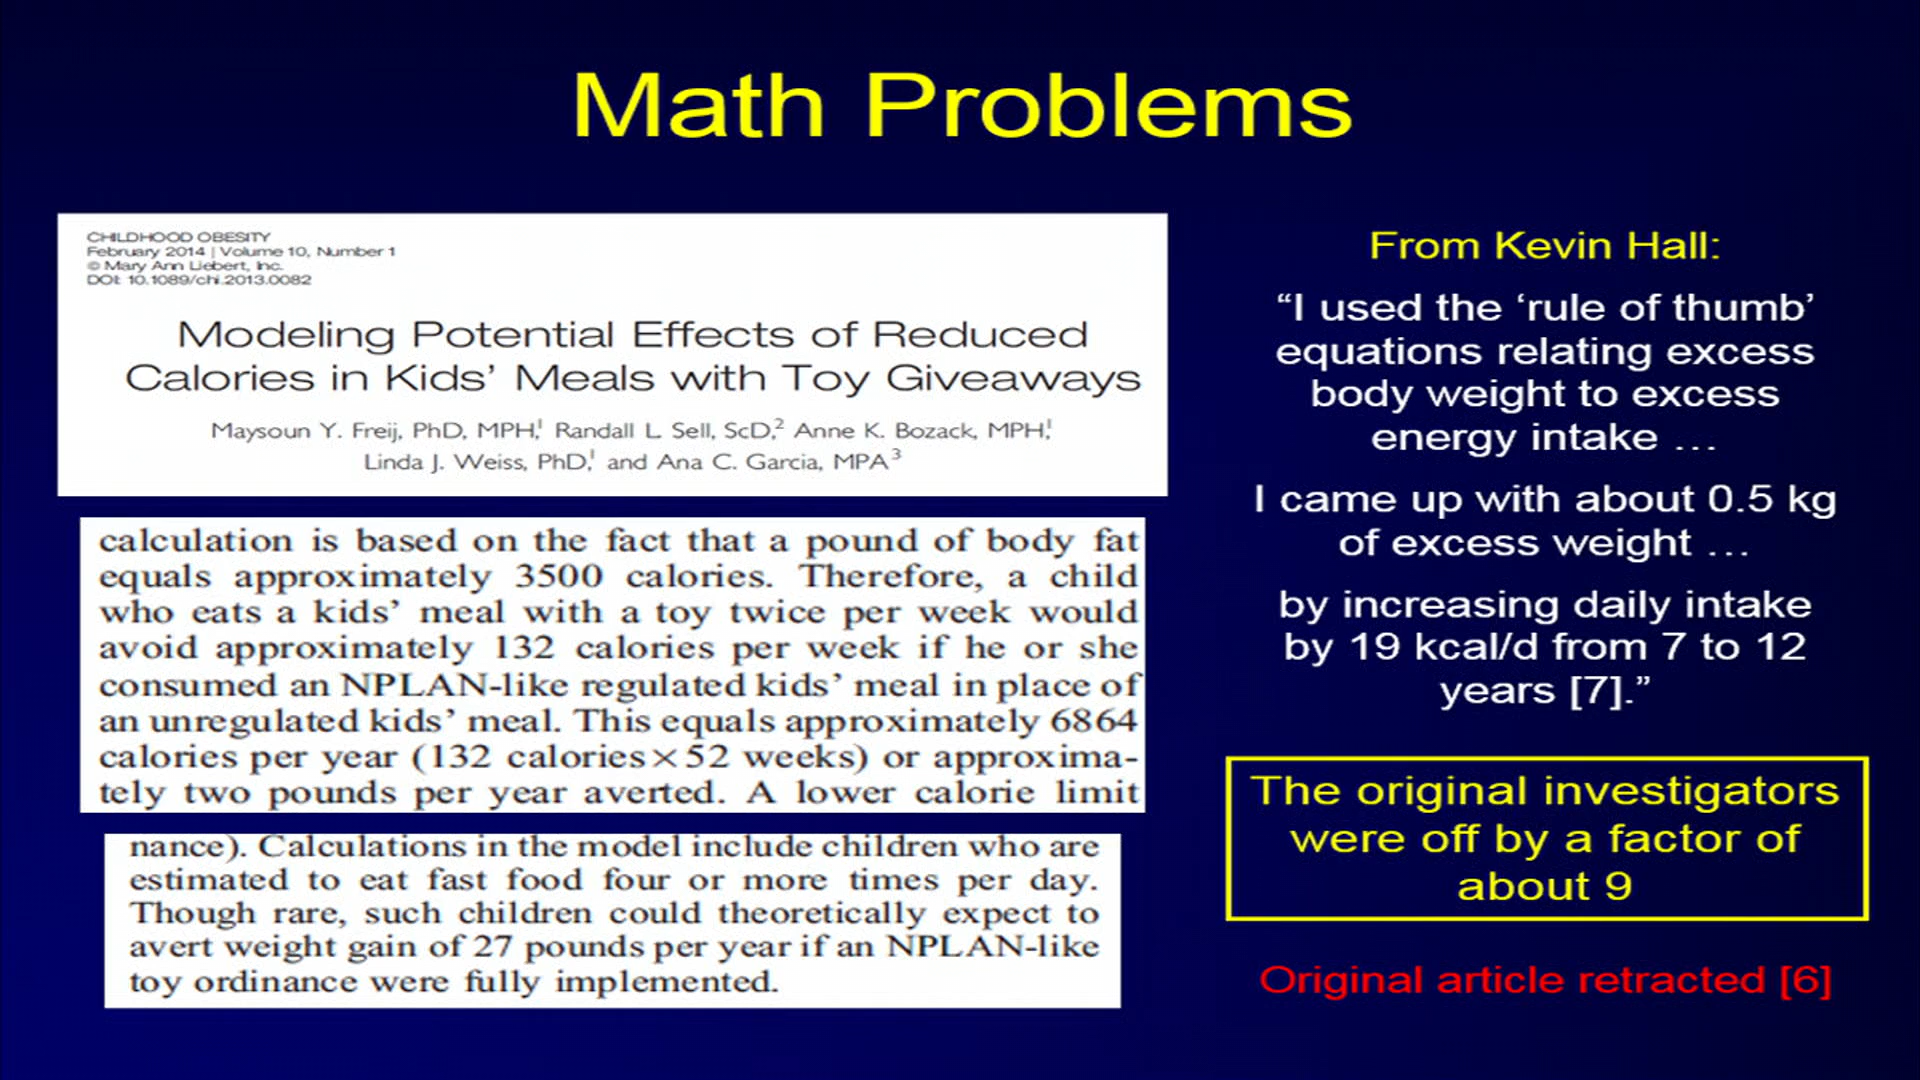 Math Problems
CHILDHOOD OBESITY
February 2014 | Volume 10, Number 1
© Mary Ann Liebert, Inc.
DOI: 10.1089/chi.2013.0082
Modeling Potential Effects of Reduced
Calories in Kids’ Meals with Toy Giveaways
Maysoun Y. Freij, PhD, MPH,1 Randall L. Sell, ScD,2 Anne K. Bozack, MPH,1
Linda J. Weiss, PhD,1 and Ana C. Garcia, MPA3
calculation is based on the fact that a pound of body fat
equals approximately 3500 calories. Therefore, a child
who eats a kids’ meal with a toy twice per week would
avoid approximately 132 calories per week if he or she
consumed an NPLAN-like regulated kids’ meal in place of
an unregulated kids’ meal. This equals approximately 6864
calories per year (132 calories×52 weeks) or approxima-
tely two pounds per year averted. A lower calorie limit
nance). Calculations in the model include children who are
estimated to eat fast food four or more times per day.
Though rare, such children could theoretically expect to
avert weight gain of 27 pounds per year if an NPLAN-like
toy ordinance were fully implemented.
From Kevin Hall:
“I used the ‘rule of thumb’
equations relating excess
body weight to excess
energy intake …
I came up with about 0.5 kg
of excess weight …
by increasing daily intake
by 19 kcal/d from 7 to 12
years [7].”
The original investigators
were off by a factor of
about 9
Original article retracted [6]